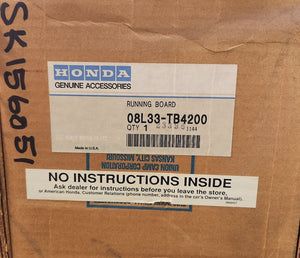 SK156051
HONDA
GENUINE ACCESSORIES
RUNNING BOARD
08L33-TB4200
QTY 1
Made in U.S.A.
UNION CAMP CORPORATION
KANSAS CITY, MISSOURI
NO INSTRUCTIONS INSIDE
Ask dealer for instructions before you leave the store,
or American Honda, Customer Relations (phone number, address in the car's Owner's Manual).